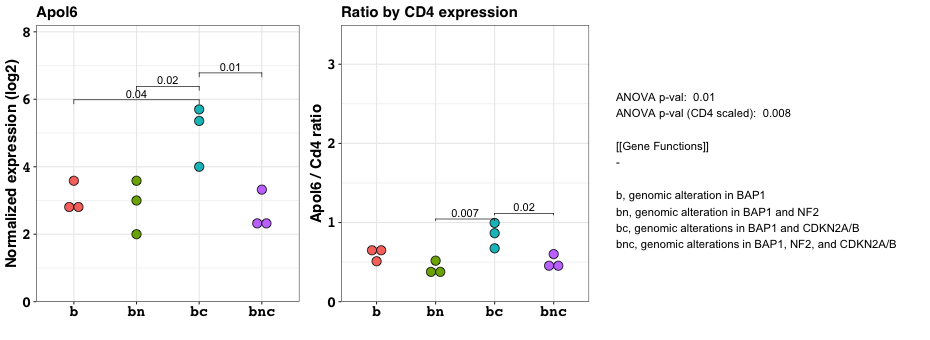 Apol6
Normalized expression (log2)
8
6
4
2
0
0.04
0.02
0.01
b
bn
bc
bnc
Ratio by CD4 expression
Apol6 / Cd4 ratio
3
2
1
0
0.007
0.02
b
bn
bc
bnc
ANOVA p-val:  0.01
ANOVA p-val (CD4 scaled):  0.008
[[Gene Functions]]
-
b, genomic alteration in BAP1
bn, genomic alteration in BAP1 and NF2
bc, genomic alterations in BAP1 and CDKN2A/B
bnc, genomic alterations in BAP1, NF2, and CDKN2A/B